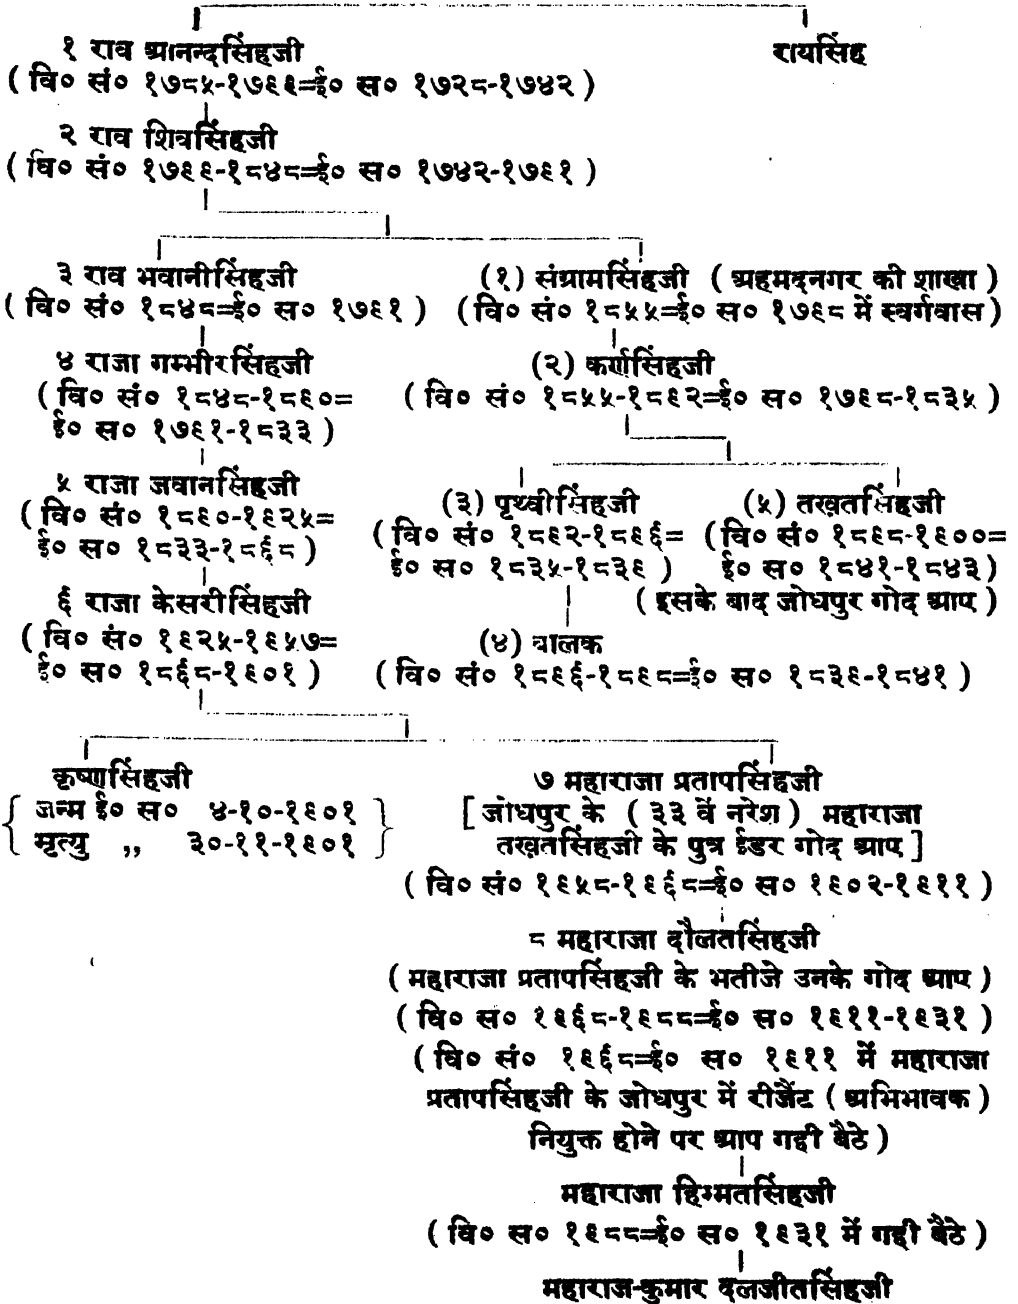 १ राव आनन्दसिंहजी
रायसिंह
( वि० सं० १७८५-१७९९=ई० स० १७२८-१७४२ )
२ राव शिवसिंहजी
( वि० सं० १७९९-१८४८=ई० स० १७४२-१७९१ )
३ राव भवानीसिंहजी
( वि० सं० १८४८=ई० स० १७९१ )
(१) संग्रामसिंहजी ( अहमदनगर की शाखा )
( वि० सं० १८५५=ई० स० १७९८ में स्वर्गवास )
४ राजा गम्भीरसिंहजी
( वि० सं० १८४८-१८९०=
ई० स० १७९१-१८३३ )
(२) कर्णसिंहजी
( वि० सं० १८५५-१८९२=ई० स० १७९८-१८३५ )
५ राजा जवानसिंहजी
( वि० सं० १८९०-१९२५=
ई० स० १८३३-१८६८ )
(३) पृथ्वीसिंहजी
( वि० सं० १८९२-१८९६=
ई० स० १८३५-१८३९ )
(५) तख़तसिंहजी
( वि० सं० १८९८-१९००=
ई० स० १८४१-१८४३)
( इसके बाद जोधपुर गोद आए )
६ राजा केसरीसिंहजी
( वि० सं० १९२५-१९५७=
ई० स० १८६८-१९०१ )
(४) बालक
( वि० सं० १८९६-१८९८=ई० स० १८३९-१८४१ )
कृष्णसिंहजी
{ जन्म ई० स० ४-१०-१९०१ }
{ मृत्यु ,, ३०-११-१९०१ }
७ महाराजा प्रतापसिंहजी
[ जोधपुर के ( ३३ वें नरेश ) महाराजा
तख़तसिंहजी के पुत्र ईडर गोद आए ]
( वि० सं० १९५८-१९६८=ई० स० १९०२-१९११ )
८ महाराजा दौलतसिंहजी
( महाराजा प्रतापसिंहजी के भतीजे उनके गोद आए )
( वि० सं० १९६८-१९८८=ई० स० १९११-१९३१ )
( वि० सं० १९६८=ई० स० १९११ में महाराजा
प्रतापसिंहजी के जोधपुर में रीजैंट ( अभिभावक )
नियुक्त होने पर आप गद्दी बैठे )
महाराजा हिम्मतसिंहजी
( वि० स० १९८८=ई० स० १९३१ में गद्दी बैठे )
महाराज-कुमार दलजीतसिंहजी